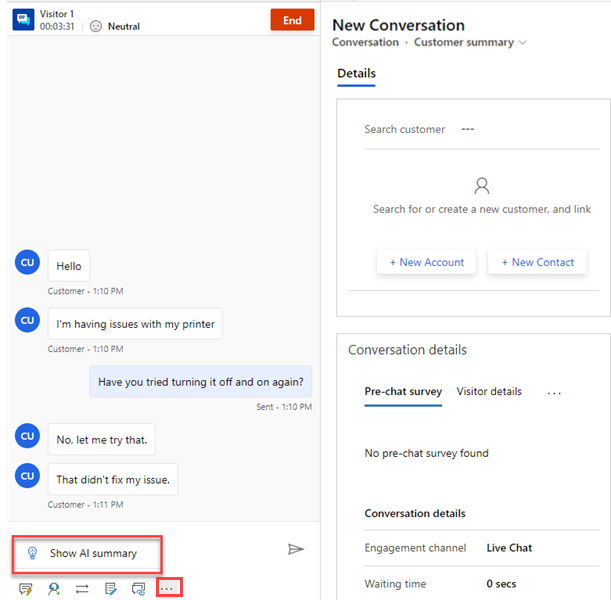 Visitor 1
00:03:31
Neutral
End
Hello
Customer - 1:10 PM
I'm having issues with my printer
Customer - 1:10 PM
Have you tried turning it off and on again?
Sent - 1:10 PM
No, let me try that.
That didn't fix my issue.
Customer - 1:11 PM
CU
CU
CU
CU
Show AI summary
...
New Conversation
Conversation · Customer summary
Details
Search customer ---
Search for or create a new customer, and link
+ New Account
+ New Contact
Conversation details
Pre-chat survey Visitor details ...
No pre-chat survey found
Conversation details
Engagement channel Live Chat
Waiting time 0 secs